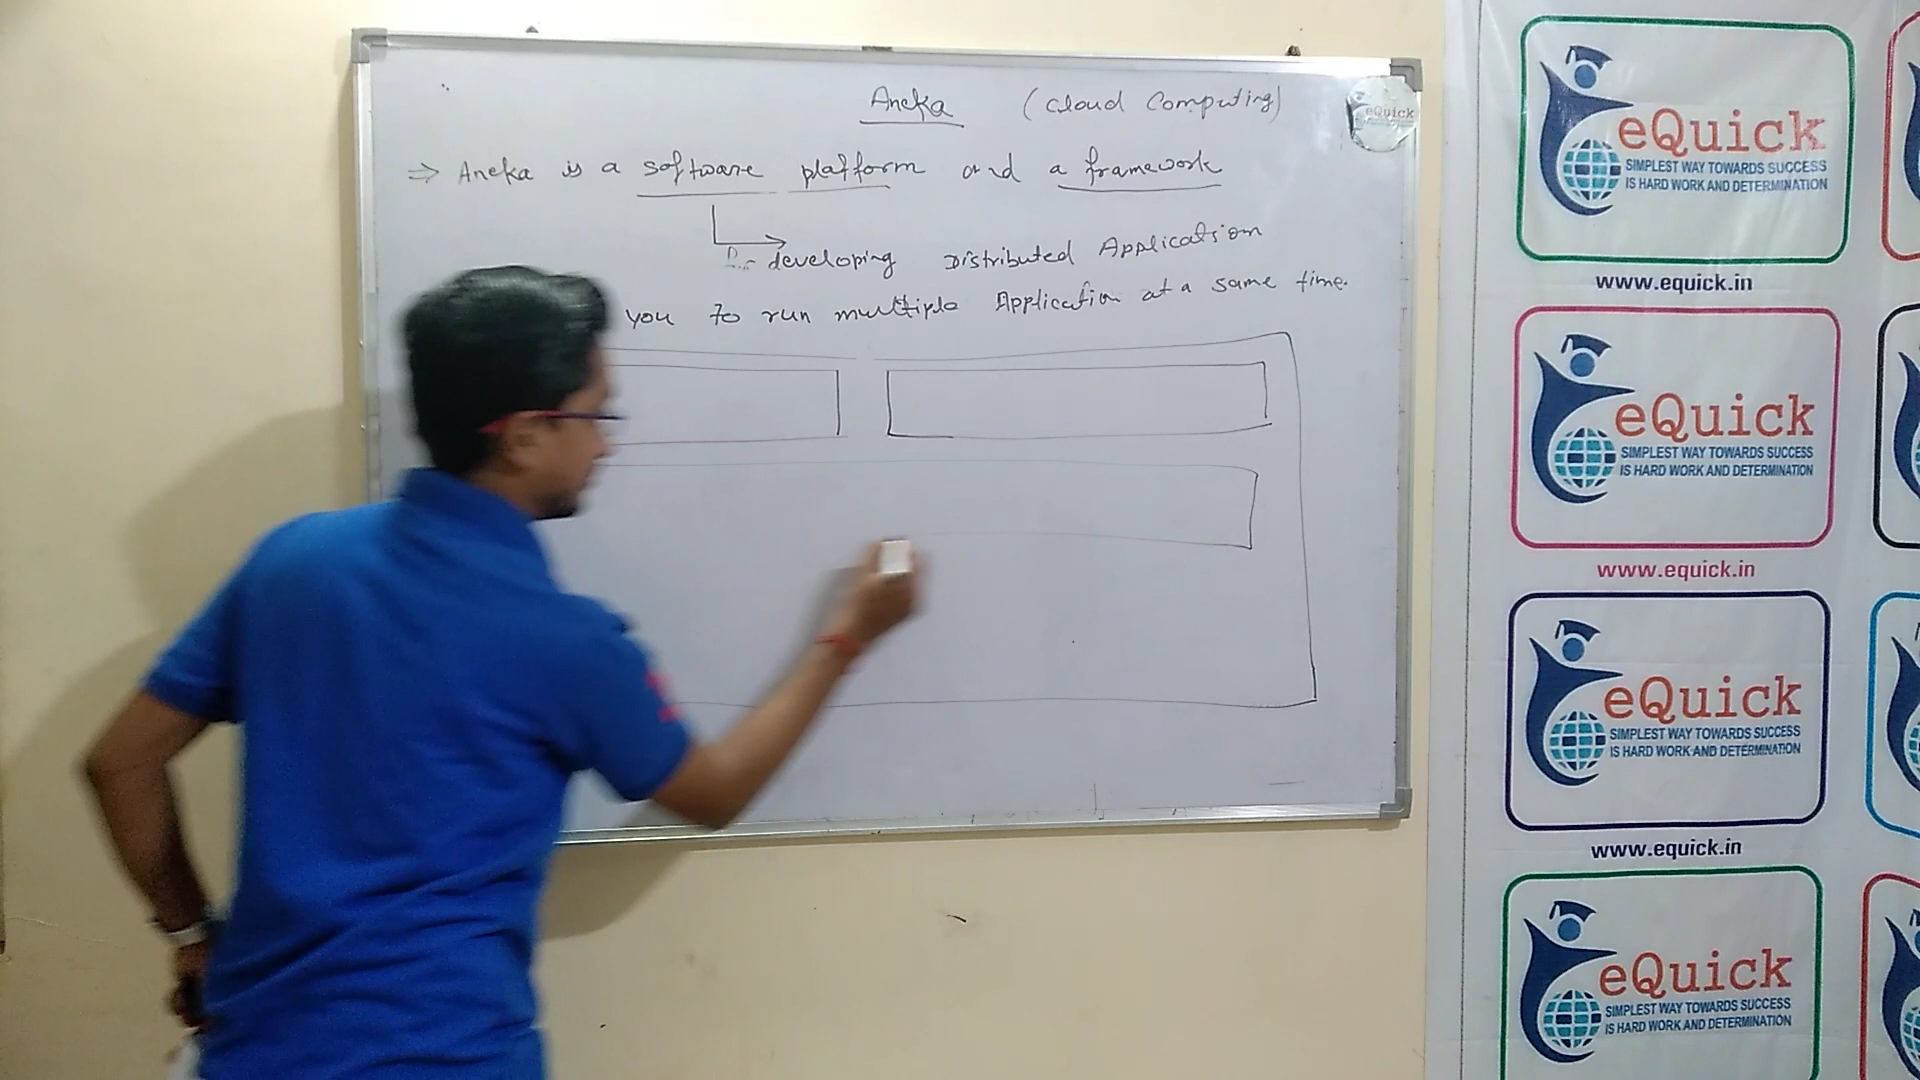 Aneka (Cloud Computing)
⇒ Aneka is a software platform and a framework
developing Distributed Application
you to run multiple Application at a same time.
eQuick
eQuick
SIMPLEST WAY TOWARDS SUCCESS
IS HARD WORK AND DETERMINATION
www.equick.in
eQuick
SIMPLEST WAY TOWARDS SUCCESS
IS HARD WORK AND DETERMINATION
www.equick.in
eQuick
SIMPLEST WAY TOWARDS SUCCESS
IS HARD WORK AND DETERMINATION
www.equick.in
eQuick
SIMPLEST WAY TOWARDS SUCCESS
IS HARD WORK AND DETERMINATION